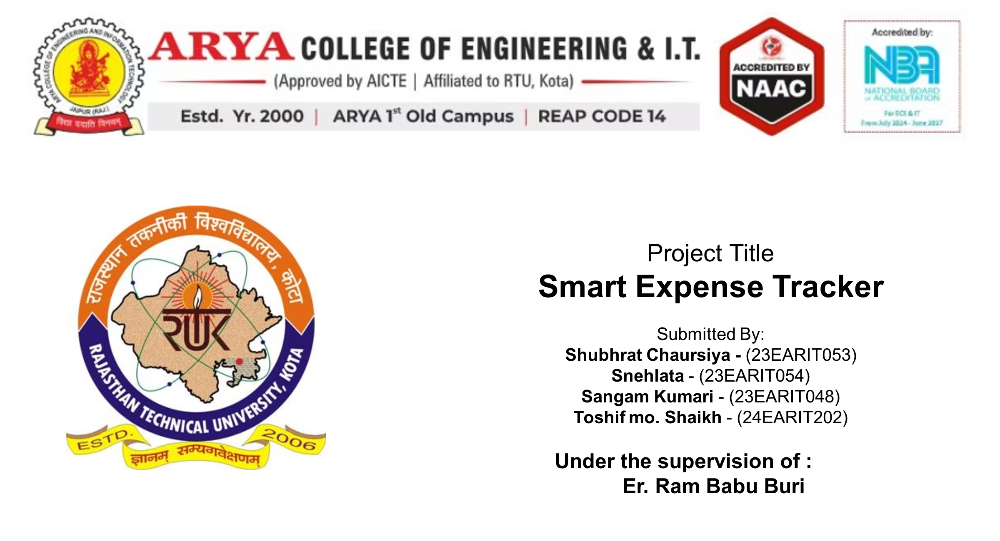 ARYA COLLEGE OF ENGINEERING AND INFORMATION TECHNOLOGY
JAIPUR (RAJ.)
विद्या ददाति विनयम्
ARYA COLLEGE OF ENGINEERING & I.T.
(Approved by AICTE | Affiliated to RTU, Kota)
Estd. Yr. 2000 | ARYA 1st Old Campus | REAP CODE 14
ACCREDITED BY
NAAC
Accredited by:
NBA
NATIONAL BOARD
OF ACCREDITATION
For ECE & IT
From July 2024 - June 2027
राजस्थान तकनीकी विश्वविद्यालय, कोटा
RAJASTHAN TECHNICAL UNIVERSITY, KOTA
ESTD. 2006
ज्ञानम् सम्यगवेक्षणम्
Project Title
Smart Expense Tracker
Submitted By:
Shubhrat Chaursiya - (23EARIT053)
Snehlata - (23EARIT054)
Sangam Kumari - (23EARIT048)
Toshif mo. Shaikh - (24EARIT202)
Under the supervision of :
Er. Ram Babu Buri